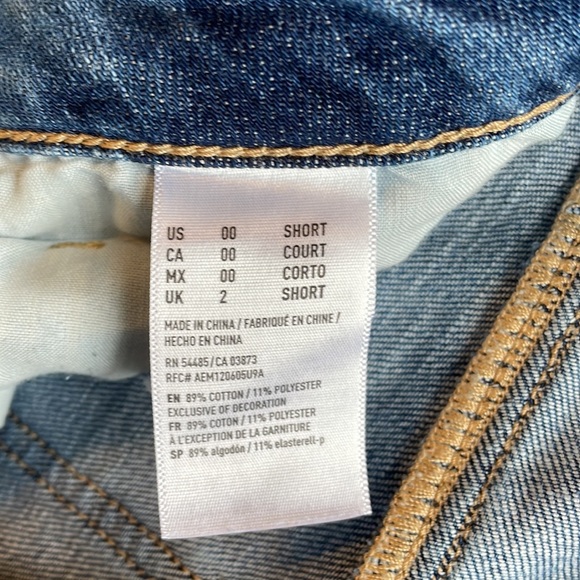 US 00 SHORT
CA 00 COURT
MX 00 CORTO
UK 2 SHORT
MADE IN CHINA / FABRIQUÉ EN CHINE /
HECHO EN CHINA
RN 54485/CA 03873
RFC# AEM120605U9A
EN 89% COTTON / 11% POLYESTER
EXCLUSIVE OF DECORATION
FR 89% COTTON / 11% POLYESTER
À L'EXCEPTION DE LA GARNITURE
SP 89% algodón / 11% elasterell-p